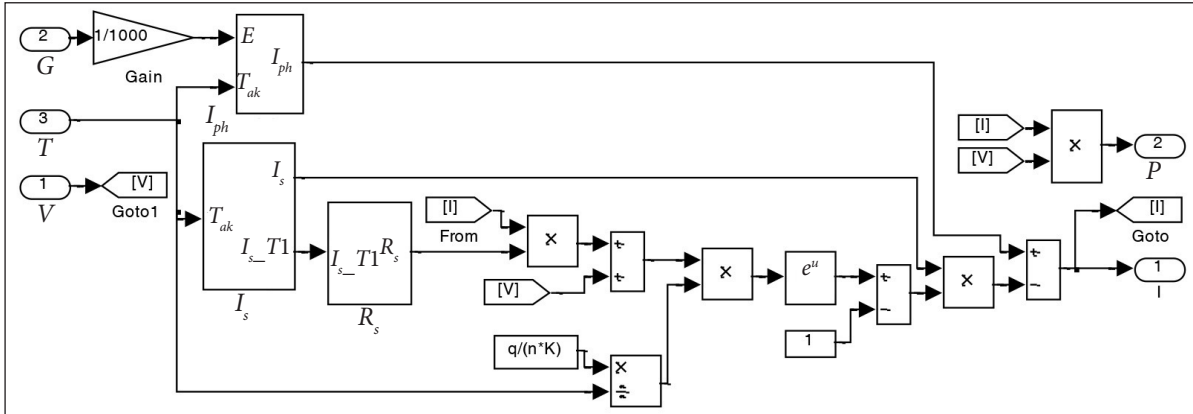 2
G
1/1000
Gain
E
I_ph
T_ak
I_ph
3
T
1
V
[V]
Goto1
T_ak
I_s
I_s_T1
I_s
I_s_T1
R_s
R_s
[I]
From
×
+
+
[V]
q/(n*K)
×
÷
×
e^u
1
+
−
×
+
−
[I]
[V]
×
2
P
[I]
Goto
1
I